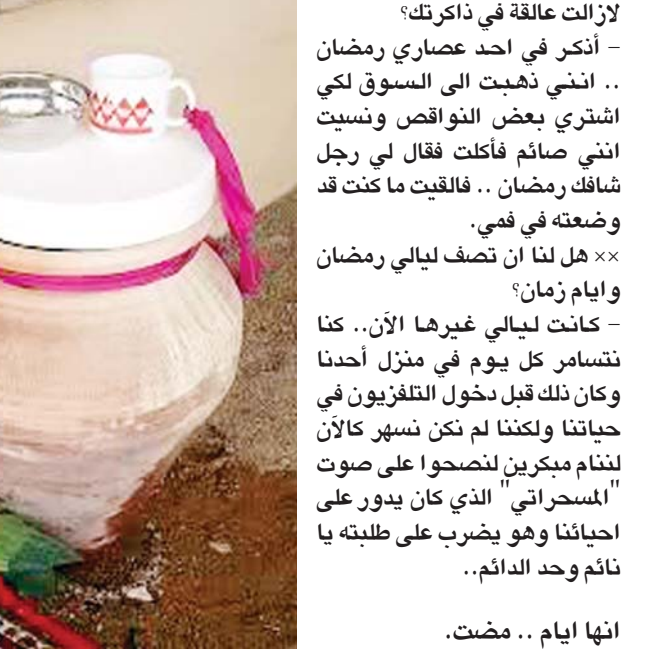 لازالت عالقة في ذاكرتك؟
– أذكر في احد عصاري رمضان
.. انني ذهبت الى السوق لكي
اشتري بعض النواقص ونسيت
انني صائم فأكلت فقال لي رجل
شافك رمضان .. فالقيت ما كنت قد
وضعته في فمي.
×× هل لنا ان تصف ليالي رمضان
وايام زمان؟
– كانت ليالي غيرها الآن.. كنا
نتسامر كل يوم في منزل أحدنا
وكان ذلك قبل دخول التلفزيون في
حياتنا ولكننا لم نكن نسهر كالآن
لننام مبكرين لنصحوا على صوت
"المسحراتي" الذي كان يدور على
احيائنا وهو يضرب على طلبته يا
نائم وحد الدائم..
انها ايام .. مضت.